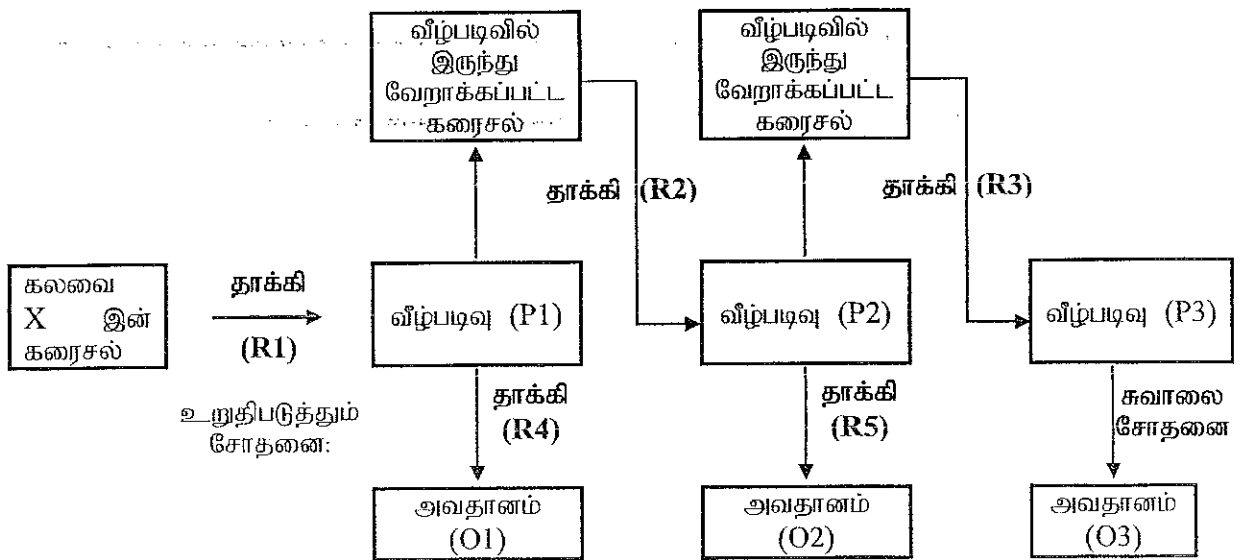 வீழ்படிவில்
இருந்து
வேறாக்கப்பட்ட
கரைசல்
வீழ்படிவில்
இருந்து
வேறாக்கப்பட்ட
கரைசல்
தாக்கி (R2)
தாக்கி (R3)
கலவை
X இன்
கரைசல்
தாக்கி
(R1)
வீழ்படிவு (P1)
வீழ்படிவு (P2)
வீழ்படிவு (P3)
உறுதிபடுத்தும்
சோதனை:
தாக்கி
(R4)
தாக்கி
(R5)
சுவாலை
சோதனை
அவதானம்
(O1)
அவதானம்
(O2)
அவதானம்
(O3)